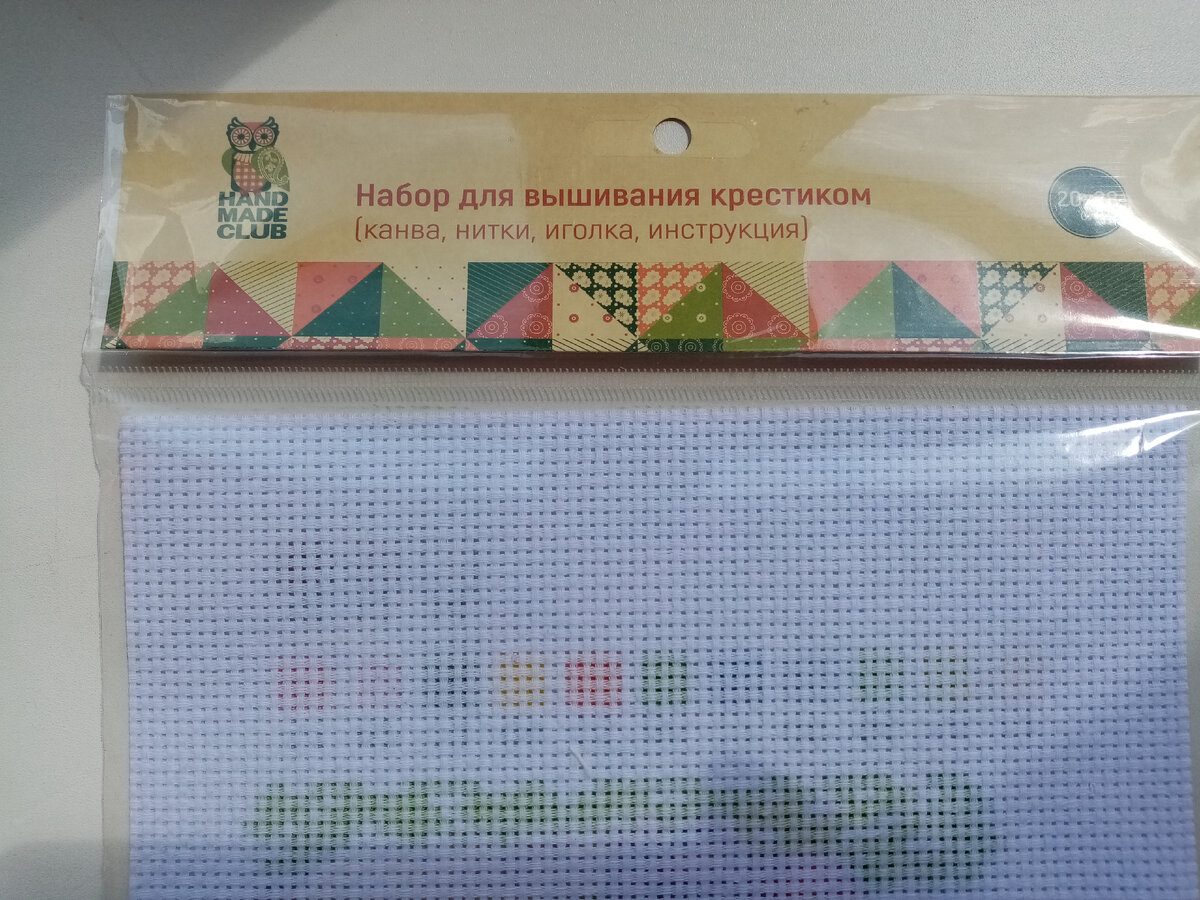 HAND
MADE
CLUB
Набор для вышивания крестиком
(канва, нитки, иголка, инструкция)